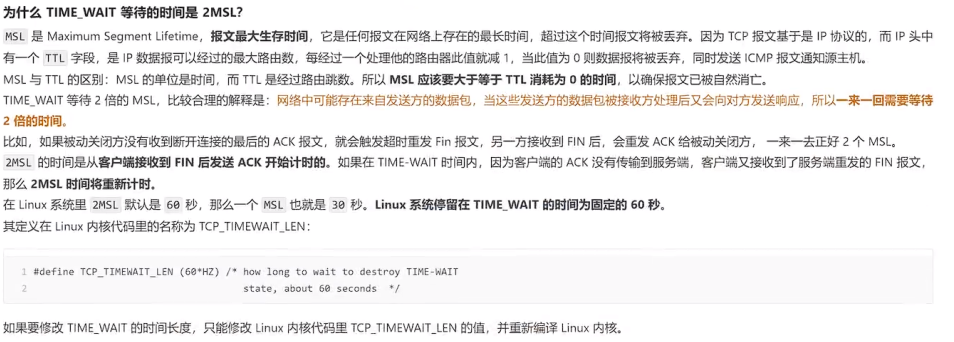 为什么 TIME_WAIT 等待的时间是 2MSL?
MSL 是 Maximum Segment Lifetime,报文最大生存时间,它是任何报文在网络上存在的最长时间,超过这个时间报文将被丢弃。因为 TCP 报文基于是 IP 协议的,而 IP 头中
有一个 TTL 字段,是 IP 数据报可以经过的最大路由数,每经过一个处理他的路由器此值就减 1,当此值为 0 则数据报将被丢弃,同时发送 ICMP 报文通知源主机。
MSL 与 TTL 的区别:MSL 的单位是时间,而 TTL 是经过路由跳数。所以 MSL 应该要大于等于 TTL 消耗为 0 的时间,以确保报文已被自然消亡。
TIME_WAIT 等待 2 倍的 MSL,比较合理的解释是:网络中可能存在来自发送方的数据包,当这些发送方的数据包被接收方处理后又会向对方发送响应,所以一来一回需要等待
2 倍的时间。
比如,如果被动关闭方没有收到断开连接的最后的 ACK 报文,就会触发超时重发 Fin 报文,另一方接收到 FIN 后,会重发 ACK 给被动关闭方, 一来一去正好 2 个 MSL。
2MSL 的时间是从客户端接收到 FIN 后发送 ACK 开始计时的。如果在 TIME-WAIT 时间内,因为客户端的 ACK 没有传输到服务端,客户端又接收到了服务端重发的 FIN 报文,
那么 2MSL 时间将重新计时。
在 Linux 系统里 2MSL 默认是 60 秒,那么一个 MSL 也就是 30 秒。Linux 系统停留在 TIME_WAIT 的时间为固定的 60 秒。
其定义在 Linux 内核代码里的名称为 TCP_TIMEWAIT_LEN:
1 #define TCP_TIMEWAIT_LEN (60*HZ) /* how long to wait to destroy TIME-WAIT
2 state, about 60 seconds */
如果要修改 TIME_WAIT 的时间长度,只能修改 Linux 内核代码里 TCP_TIMEWAIT_LEN 的值,并重新编译 Linux 内核。